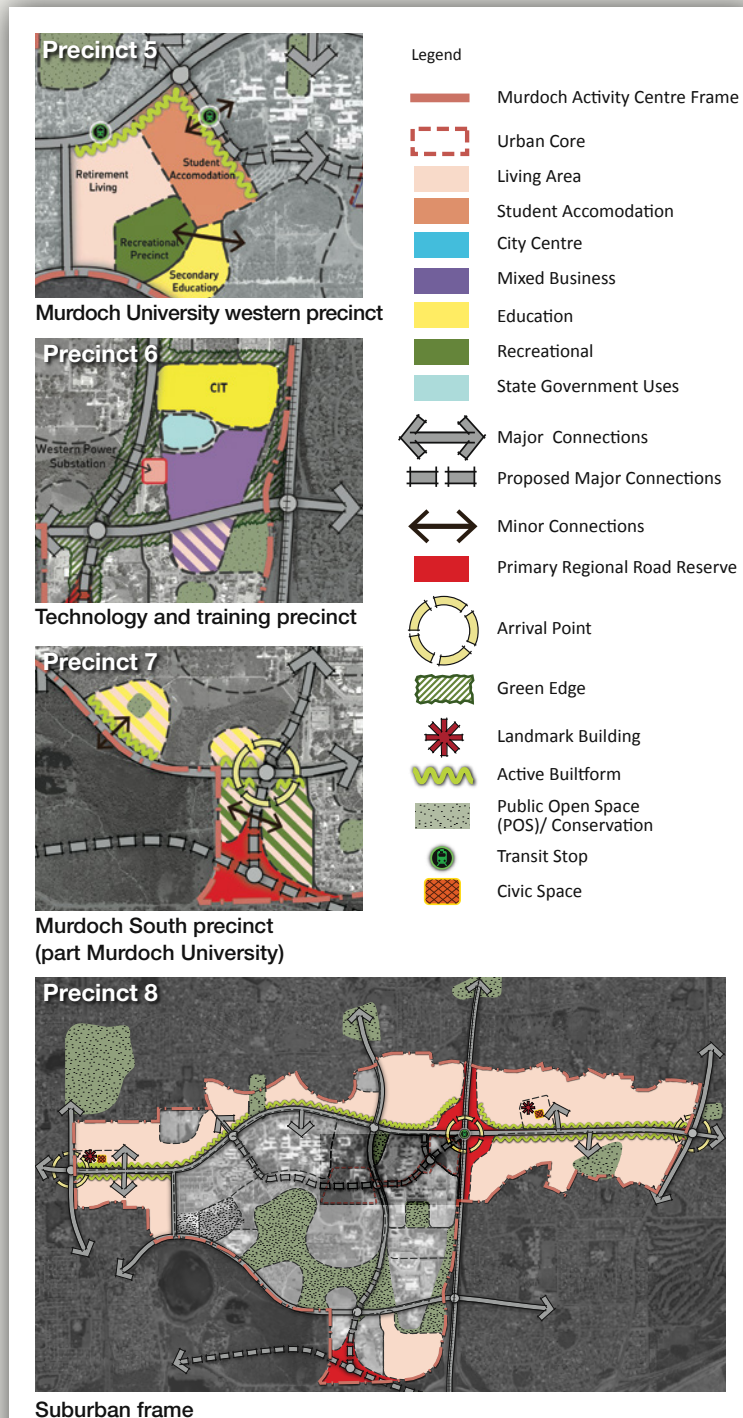 Precinct 5
Retirement
Living
Student
Accomodation
Recreational
Precinct
Secondary
Education
Murdoch University western precinct
Precinct 6
CIT
Western Power
Substation
Technology and training precinct
Precinct 7
Murdoch South precinct
(part Murdoch University)
Legend
Murdoch Activity Centre Frame
Urban Core
Living Area
Student Accomodation
City Centre
Mixed Business
Education
Recreational
State Government Uses
Major Connections
Proposed Major Connections
Minor Connections
Primary Regional Road Reserve
Arrival Point
Green Edge
Landmark Building
Active Builtform
Public Open Space
(POS)/ Conservation
Transit Stop
Civic Space
Precinct 8
Suburban frame